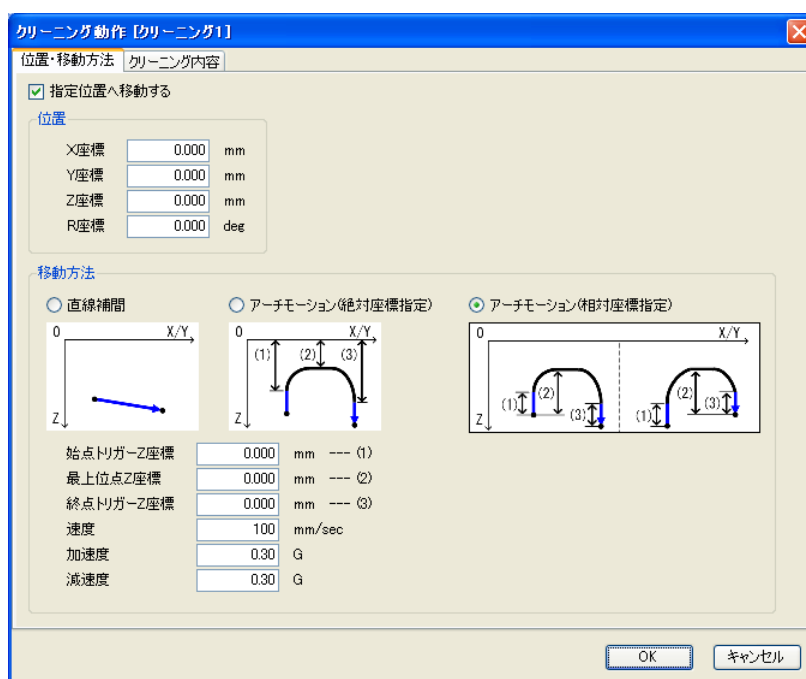 クリーニング動作 [クリーニング1]
位置・移動方法 クリーニング内容
指定位置へ移動する
位置
X座標 0.000 mm
Y座標 0.000 mm
Z座標 0.000 mm
R座標 0.000 deg
移動方法
直線補間 アーチモーション(絶対座標指定) アーチモーション(相対座標指定)
0 X/Y 0 X/Y 0 X/Y
(1) (2) (3)
(1) (2) (3) (1) (2) (3)
Z Z Z
始点トリガーZ座標 0.000 mm --- (1)
最上位点Z座標 0.000 mm --- (2)
終点トリガーZ座標 0.000 mm --- (3)
速度 100 mm/sec
加速度 0.30 G
減速度 0.30 G
OK キャンセル